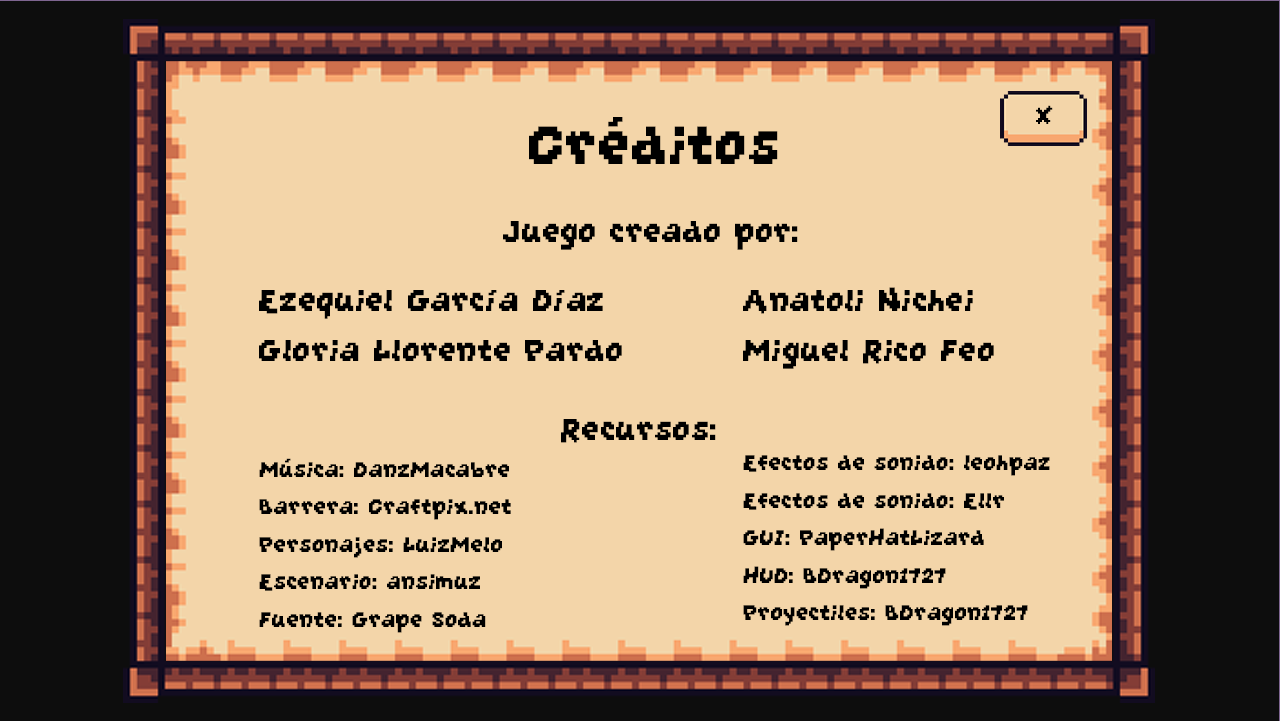 x
Créditos
Juego creado por:
Ezequiel García Díaz
Anatoli Nichei
Gloria Llorente Pardo
Miguel Rico Feo
Recursos:
Música: DanzMacabre
Barrera: Craftpix.net
Personajes: LuizMelo
Escenario: ansimuz
Fuente: Grape Soda
Efectos de sonido: leohpaz
Efectos de sonido: Ellr
GUI: PaperHatLizard
HUD: BDragon1727
Proyectiles: BDragon1727